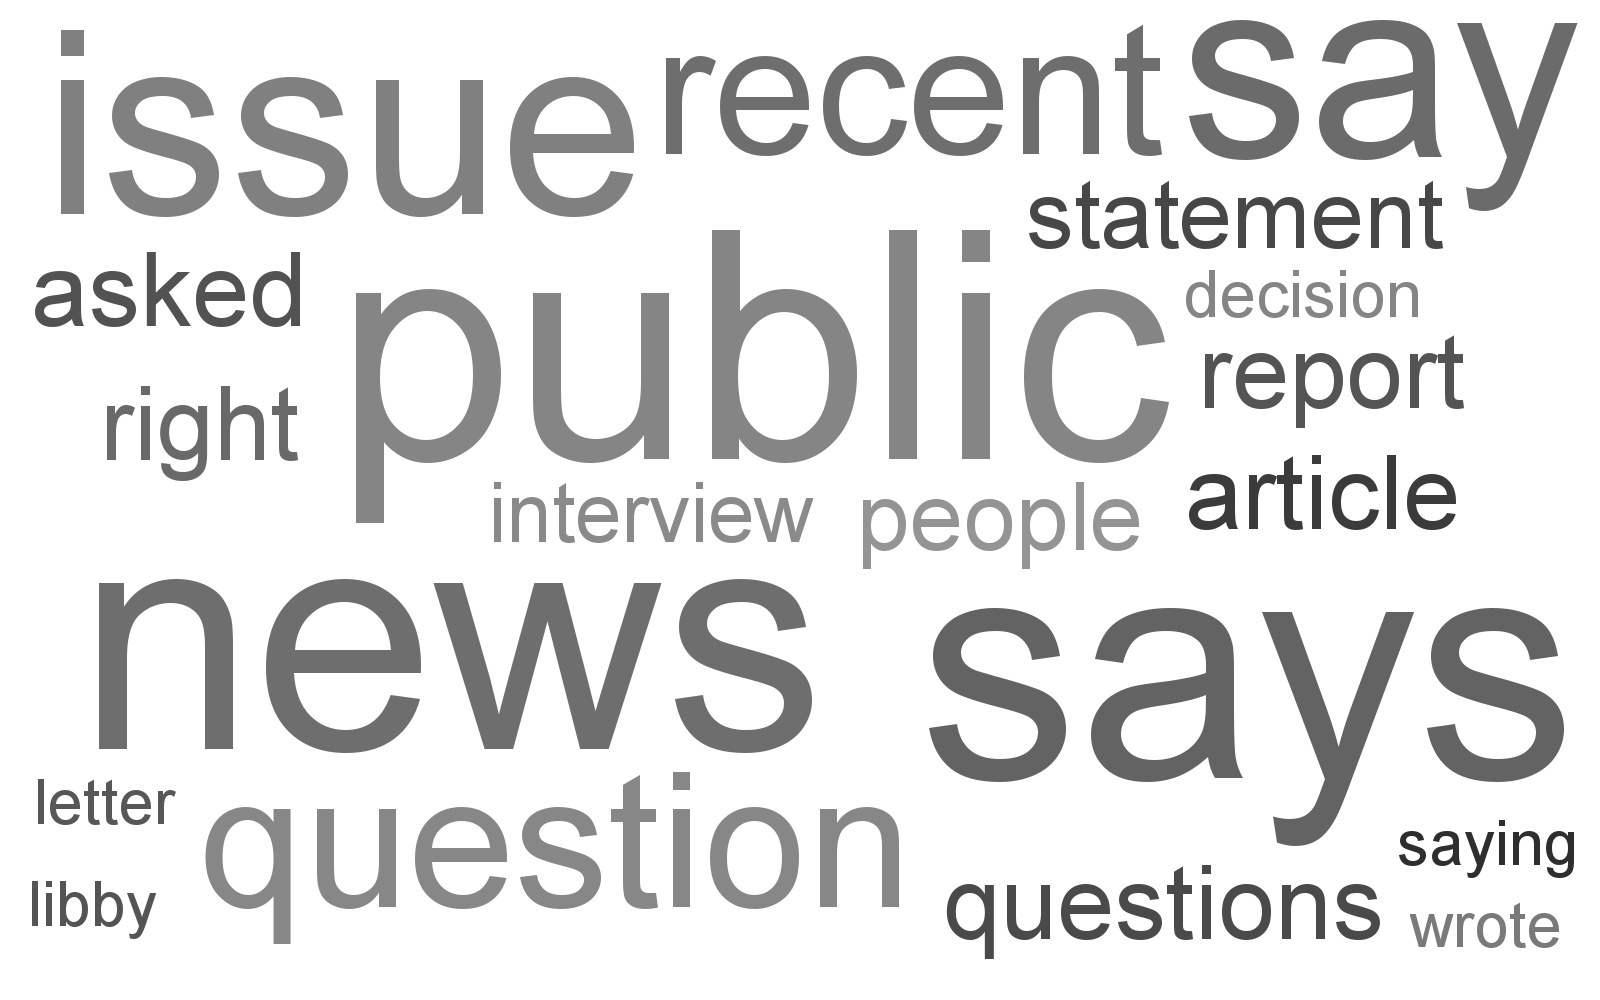 issue recent say
statement
asked public decision
report
right
interview people article
news says
letter question
saying
libby questions wrote